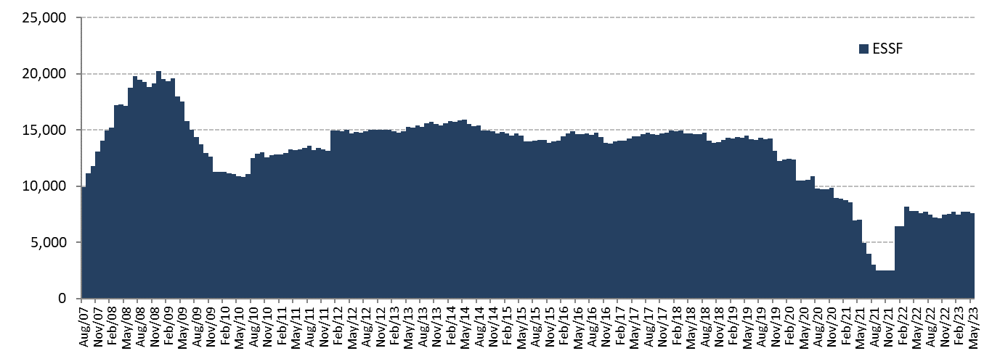 25,000
20,000
15,000
10,000
5,000
0
ESSF
Aug/07
Nov/07
Feb/08
May/08
Aug/08
Nov/08
Feb/09
May/09
Aug/09
Nov/09
Feb/10
May/10
Aug/10
Nov/10
Feb/11
May/11
Aug/11
Nov/11
Feb/12
May/12
Aug/12
Nov/12
Feb/13
May/13
Aug/13
Nov/13
Feb/14
May/14
Aug/14
Nov/14
Feb/15
May/15
Aug/15
Nov/15
Feb/16
May/16
Aug/16
Nov/16
Feb/17
May/17
Aug/17
Nov/17
Feb/18
May/18
Aug/18
Nov/18
Feb/19
May/19
Aug/19
Nov/19
Feb/20
May/20
Aug/20
Nov/20
Feb/21
May/21
Aug/21
Nov/21
Feb/22
May/22
Aug/22
Nov/22
Feb/23
May/23